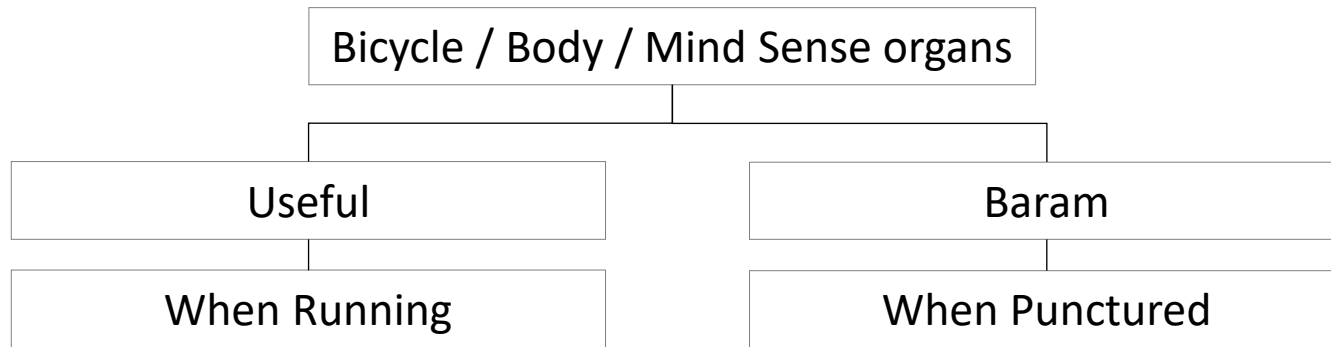 Bicycle / Body / Mind Sense organs
Useful
Baram
When Running
When Punctured